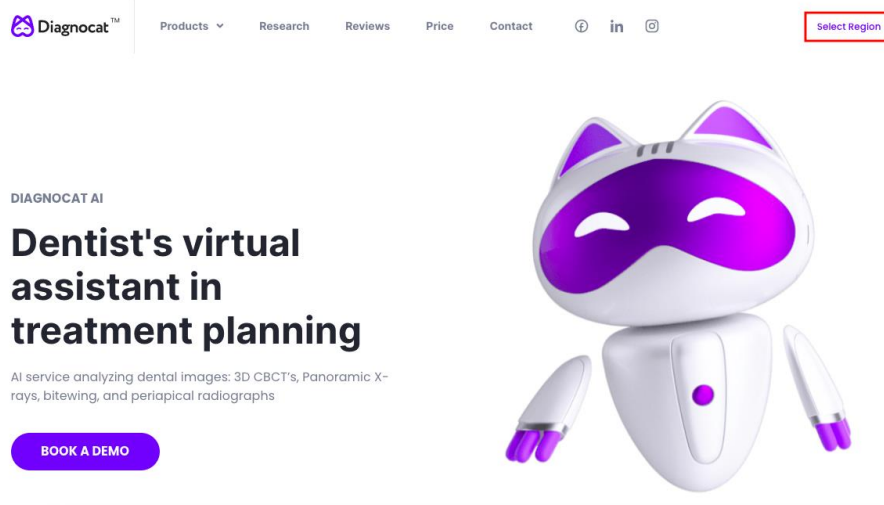 Diagnocat™
Products
Research
Reviews
Price
Contact
Select Region
DIAGNOCAT AI
Dentist's virtual
assistant in
treatment planning
AI service analyzing dental images: 3D CBCT’s, Panoramic X-
rays, bitewing, and periapical radiographs
BOOK A DEMO